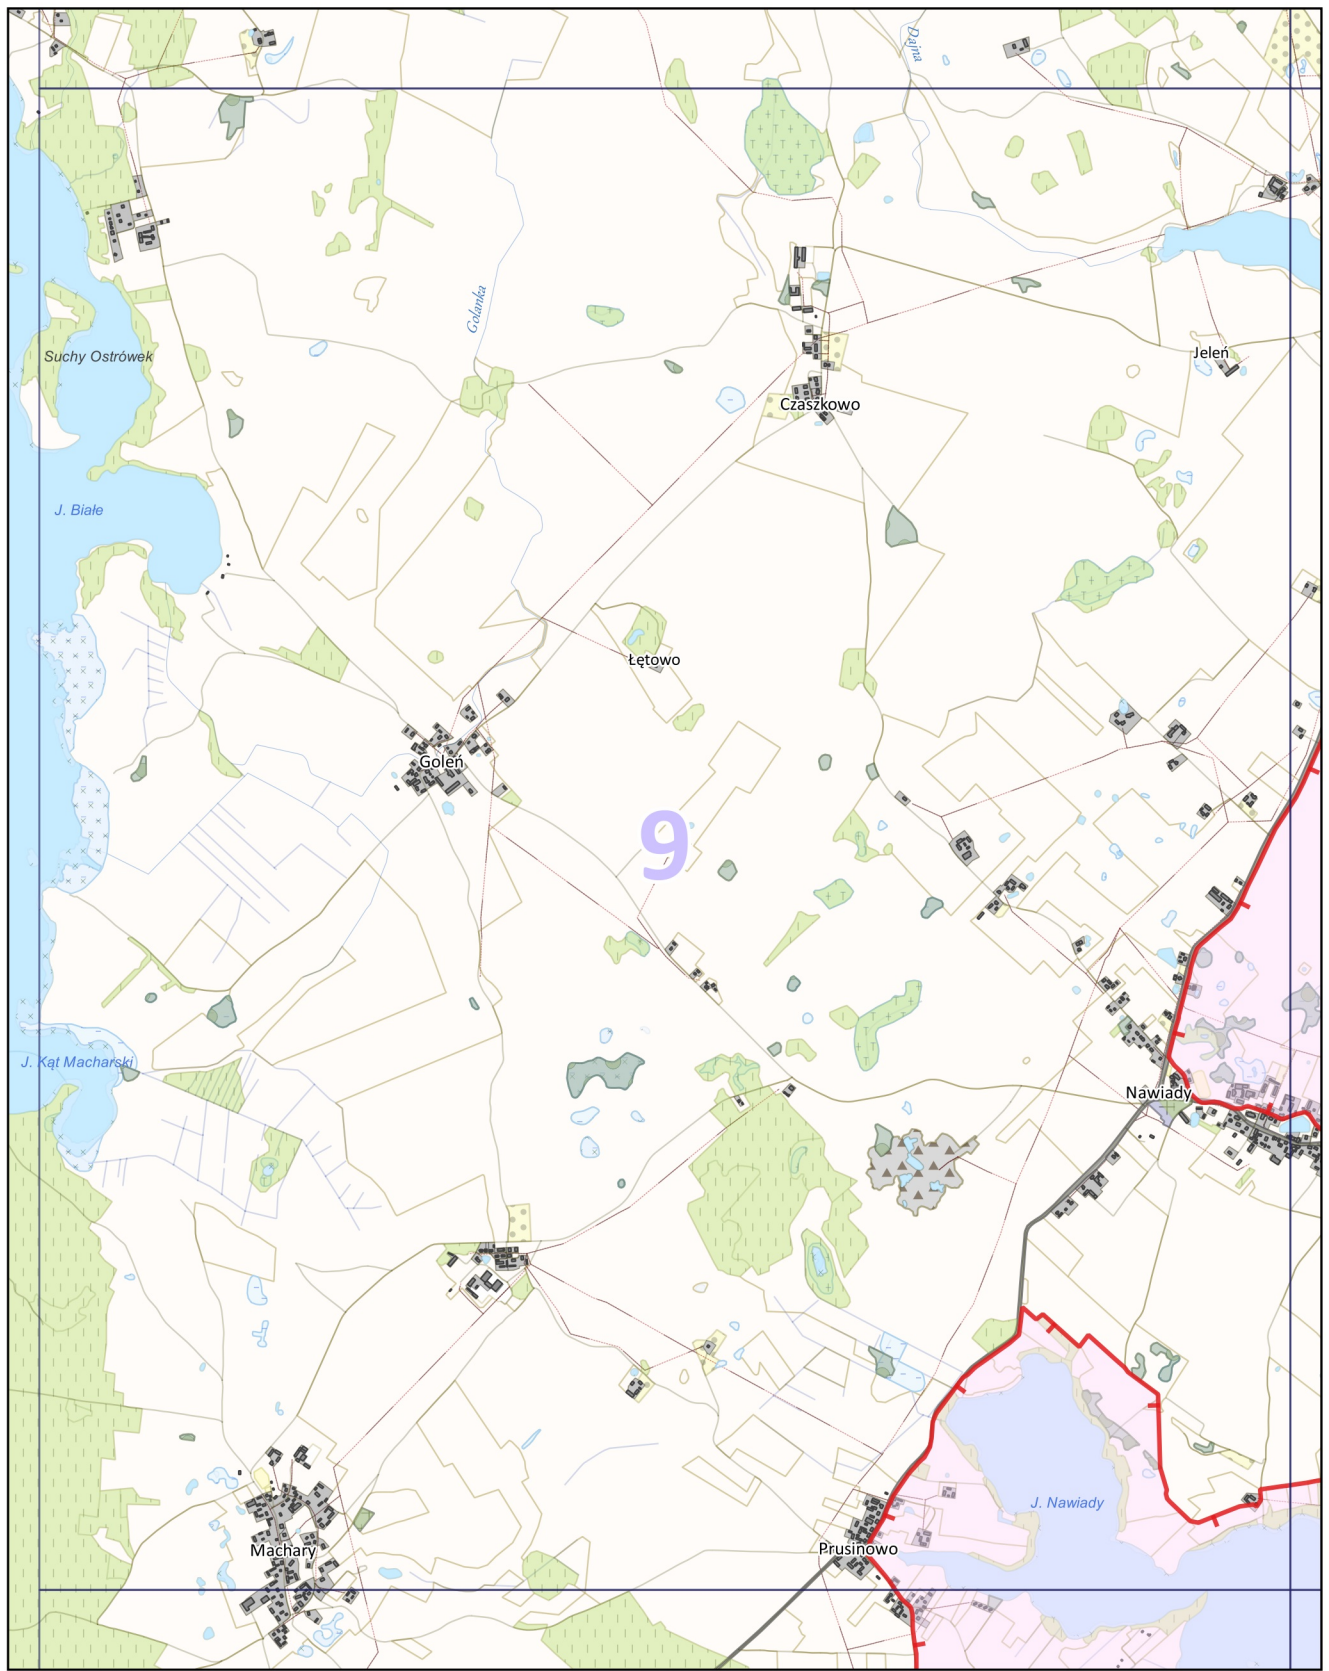 Dajna
Golanka
Suchy Ostrówek
Jeleń
Czaszkowo
J. Białe
Łętowo
Goleń
9
J. Kąt Macharski
Nawiady
J. Nawiady
Machary
Prusinowo